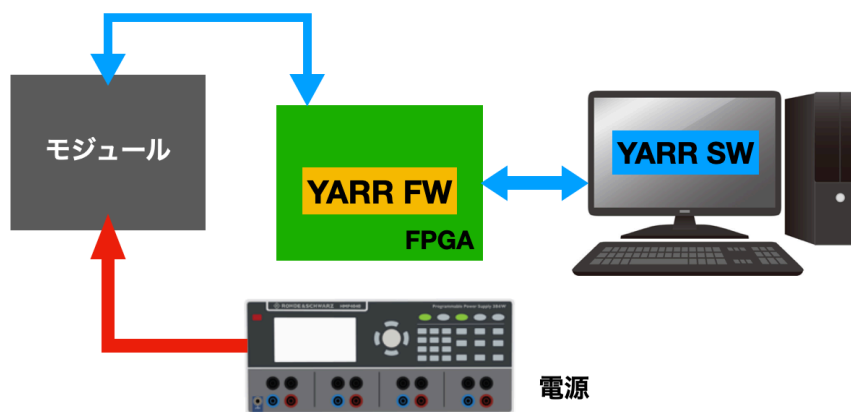 モジュール
YARR FW
FPGA
YARR SW
ROHDE & SCHWARZ
Programmable Power Supply
電源